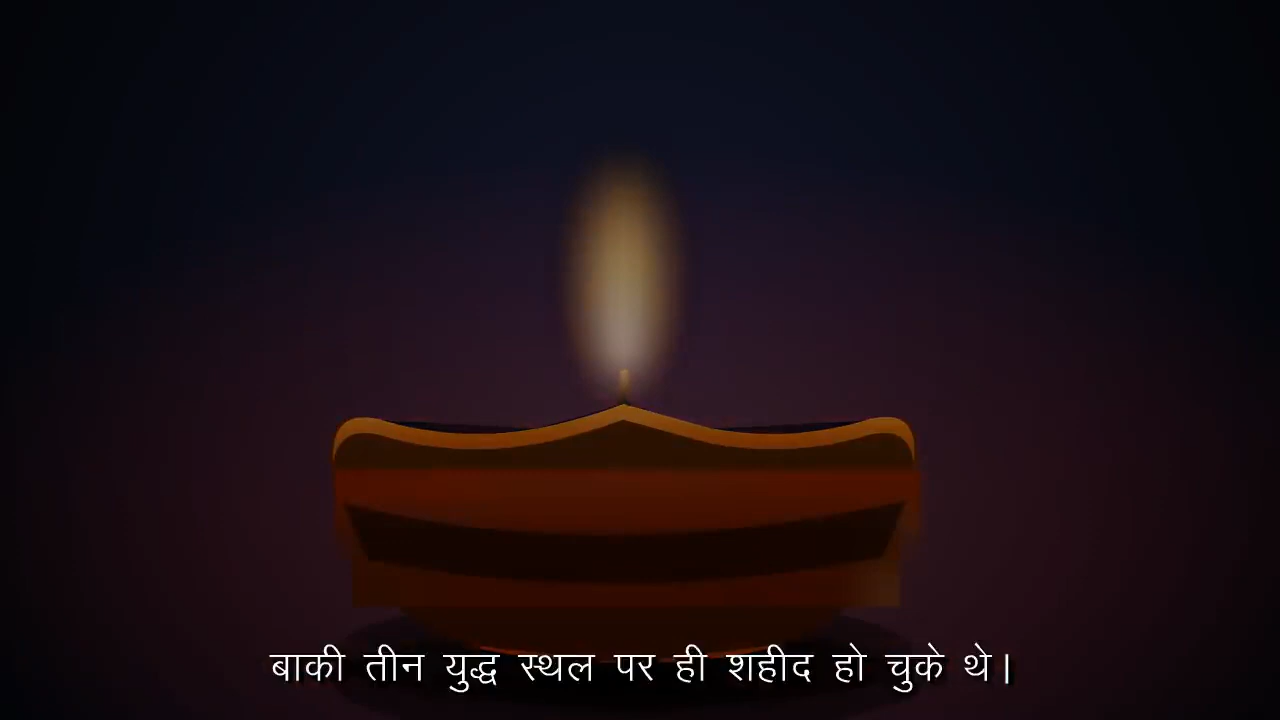 बाकी तीन युद्ध स्थल पर ही शहीद हो चुके थे।